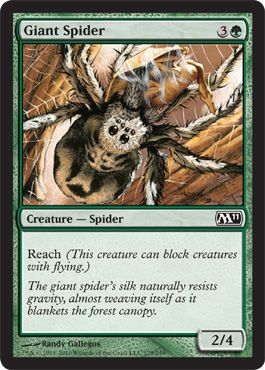 Giant Spider 3
Creature — Spider M11
Reach (This creature can block creatures
with flying.)
The giant spider's silk naturally resists
gravity, almost weaving itself as it
blankets the forest canopy.
Randy Gallegos
2/4